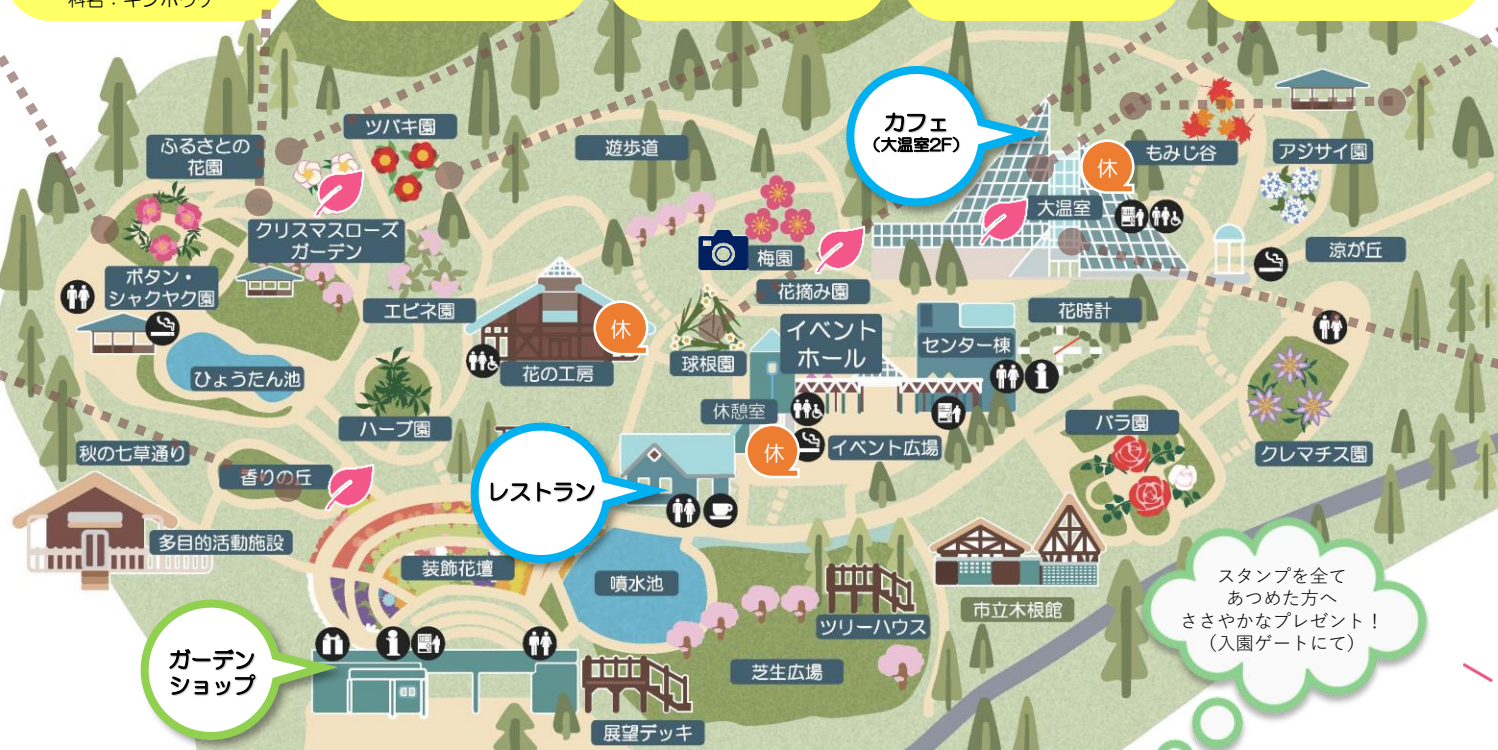 科名：キンポウゲ
カフェ
（大温室2F）
ツバキ園
ふるさとの
花園
遊歩道
もみじ谷
アジサイ園
休
大温室
クリスマスローズ
ガーデン
梅園
涼が丘
ボタン・
シャクヤク園
エビネ園
花摘み園
花時計
イベント
ホール
センター棟
休
花の工房
球根園
ひょうたん池
休憩室
ハーブ園
バラ園
秋の七草通り
休
イベント広場
クレマチス園
香りの丘
レストラン
多目的活動施設
装飾花壇
噴水池
スタンプを全て
あつめた方へ
ささやかなプレゼント！
（入園ゲートにて）
市立木根館
ツリーハウス
ガーデン
ショップ
芝生広場
展望デッキ